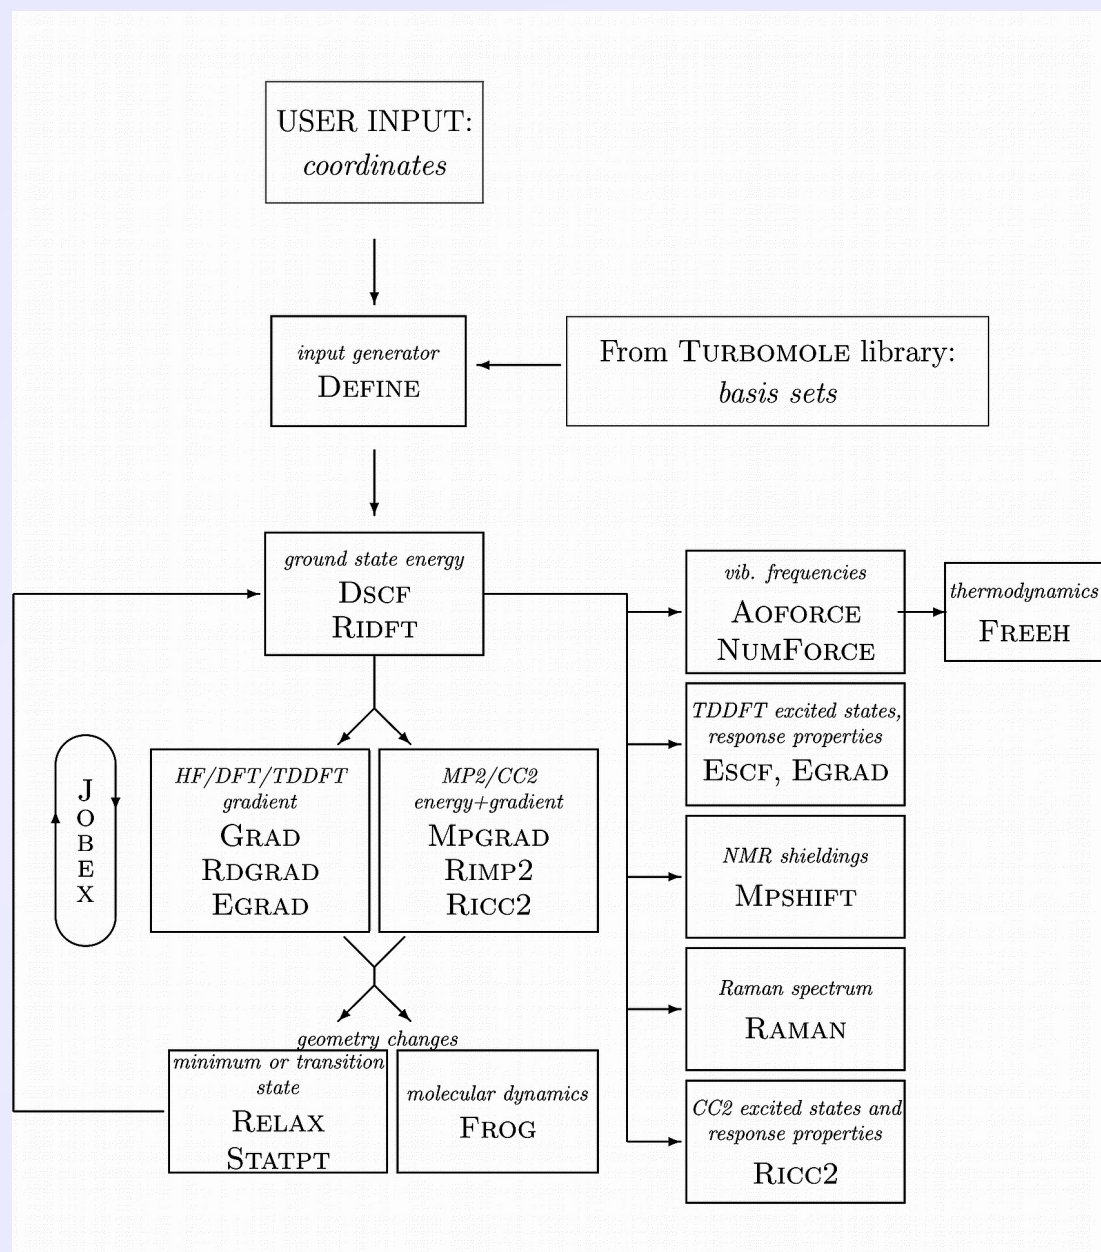 USER INPUT:
coordinates
input generator
DEFINE
From TURBOMOLE library:
basis sets
ground state energy
DSCF
RIDFT
vib. frequencies
AOFORCE
NUMFORCE
thermodynamics
FREEH
TDDFT excited states,
response properties
ESCF, EGRAD
J
O
B
E
X
HF/DFT/TDDFT
gradient
GRAD
RDGRAD
EGRAD
MP2/CC2
energy+gradient
MPGRAD
RIMP2
RICC2
NMR shieldings
MPSHIFT
Raman spectrum
RAMAN
geometry changes
minimum or transition
state
RELAX
STATPT
molecular dynamics
FROG
CC2 excited states and
response properties
RICC2